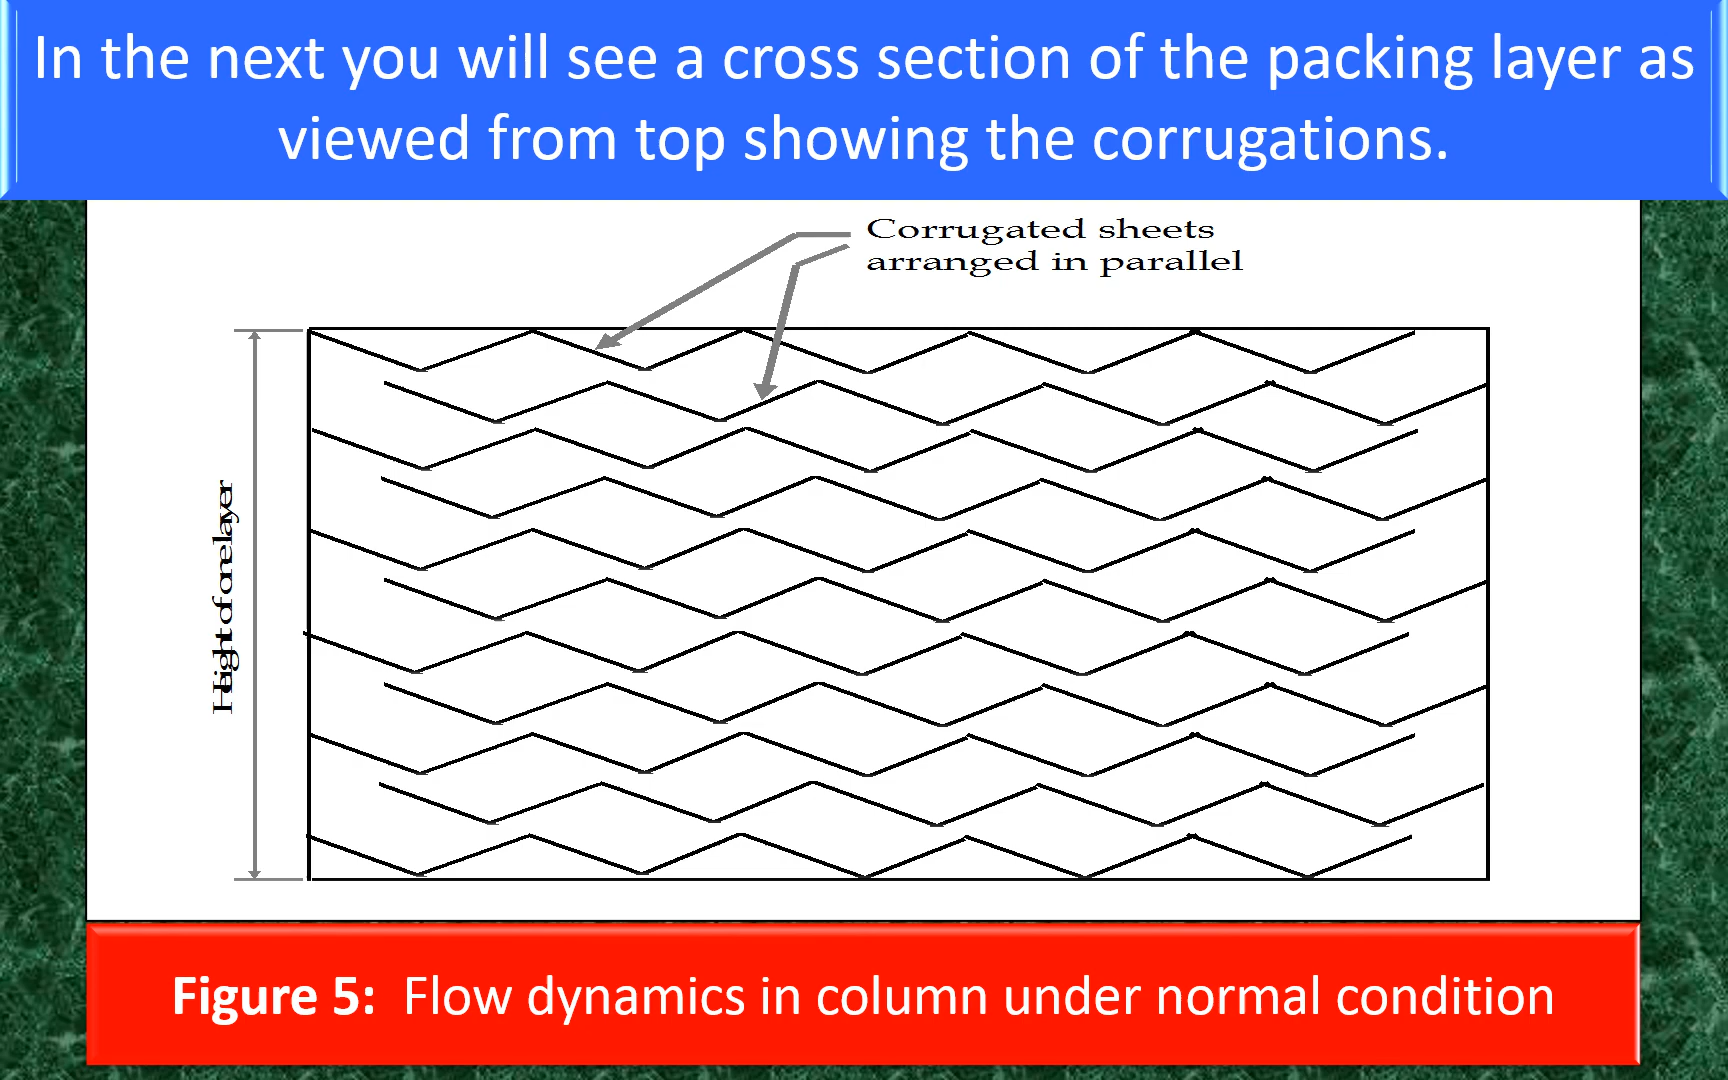 In the next you will see a cross section of the packing layer as
viewed from top showing the corrugations.
Corrugated sheets
arranged in parallel
Height of one layer
Figure 5: Flow dynamics in column under normal condition